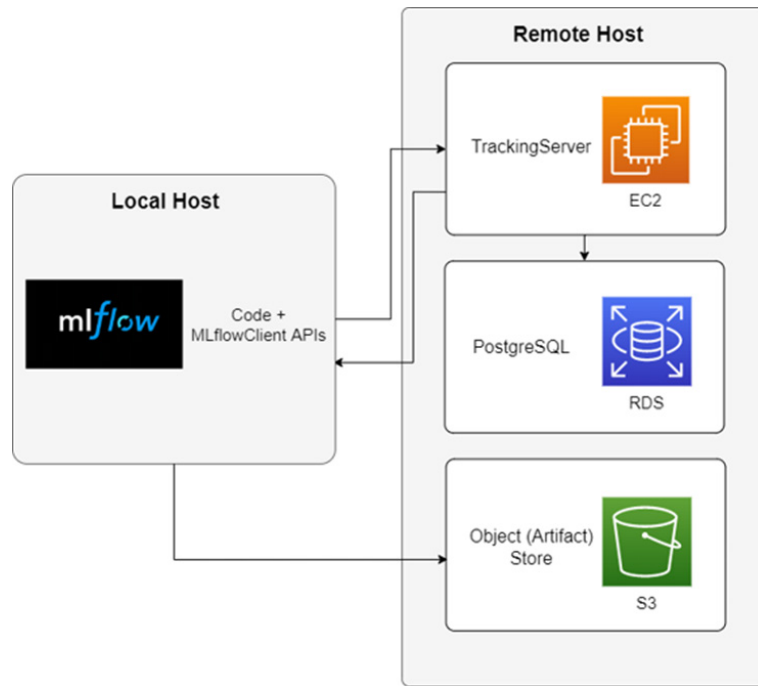 Remote Host
TrackingServer
EC2
Local Host
mlflow
Code +
MLflowClient APIs
PostgreSQL
RDS
Object (Artifact)
Store
S3